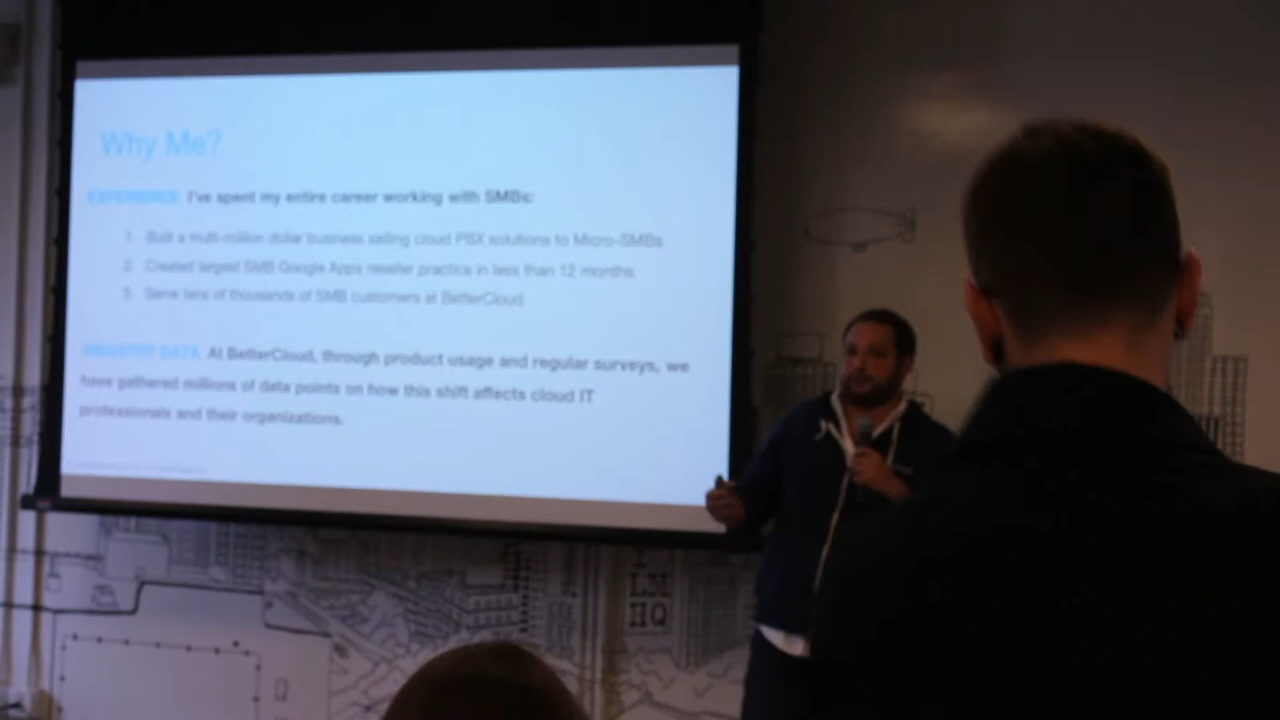 Why Me?
EXPERIENCE I've spent my entire career working with SMBs:
1. Built a multi-million dollar business selling cloud PBX solutions to Micro-SMBs
2. Created largest SMB Google Apps reseller practice in less than 12 months
3. Serve tens of thousands of SMB customers at BetterCloud
INDUSTRY DATA At BetterCloud, through product usage and regular surveys, we
have gathered millions of data points on how this shift affects cloud IT
professionals and their organizations.
LM
HQ